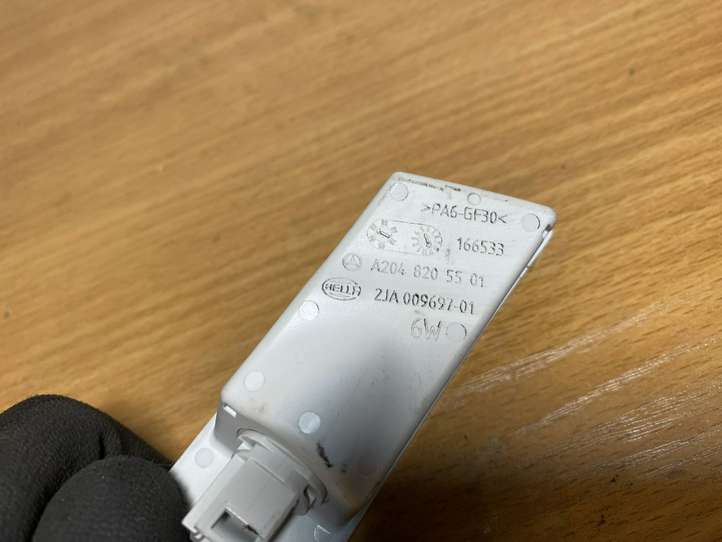 >PA6-GF30<
166533
A204 820 55 01
HELLA 2JA 009697-01
6W